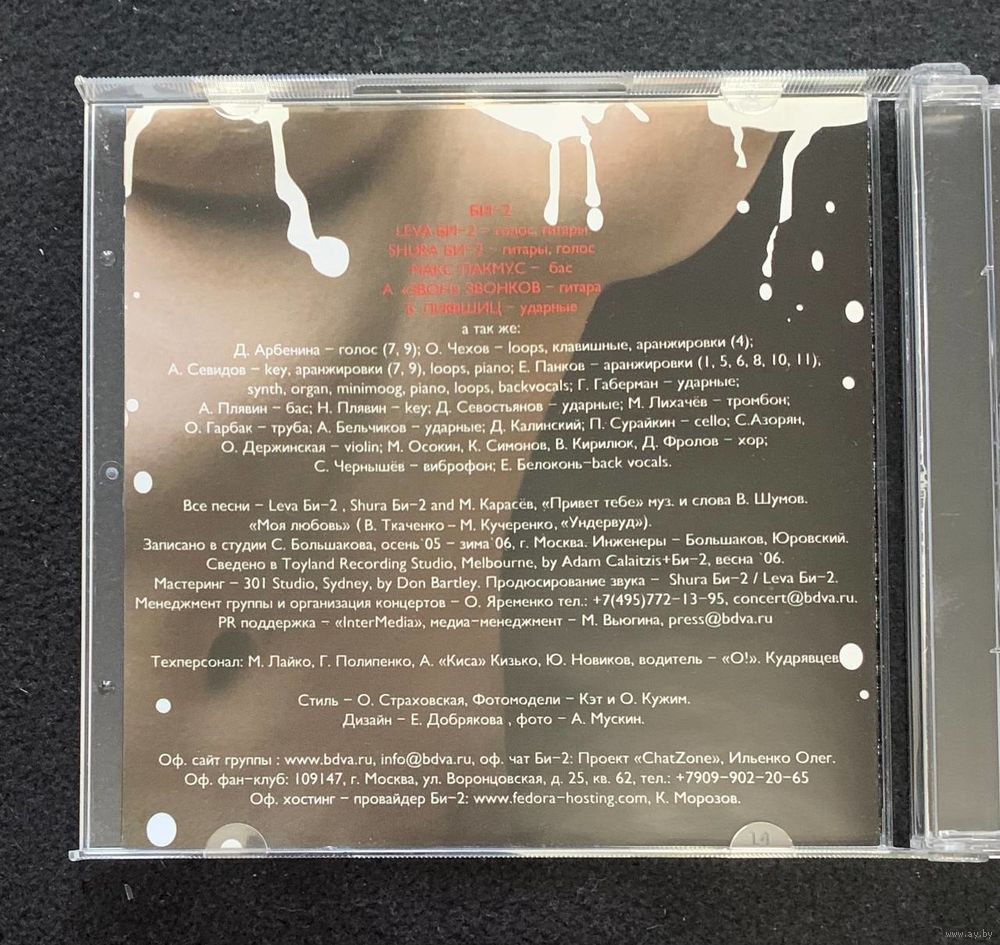 БИ-2
LEVA БИ-2 - голос, гитары
SHURA БИ-2 - гитары, голос
МАКС ЛАКМУС - бас
А. «ЗВОН» ЗВОНКОВ - гитара
Б. ЛИФШИЦ - ударные
а так же:
Д. Арбенина - голос (7, 9); О. Чехов - loops, клавишные, аранжировки (4);
А. Севидов - key, аранжировки (7, 9), loops, piano; Е. Панков - аранжировки (1, 5, 6, 8, 10, 11),
synth, organ, minimoog, piano, loops, backvocals; Г. Габерман - ударные;
А. Плявин - бас; Н. Плявин - key; Д. Севостьянов - ударные; М. Лихачёв - тромбон;
О. Гарбак - труба; А. Бельчиков - ударные; Д. Калинский; П. Сурайкин - cello; С.Азорян,
О. Держинская - violin; М. Осокин, К. Симонов, В. Кирилюк, Д. Фролов - хор;
С. Чернышёв - виброфон; Е. Белоконь-back vocals.
Все песни - Leva Би-2 , Shura Би-2 and М. Карасёв, «Привет тебе» муз. и слова В. Шумов.
«Моя любовь» ( В. Ткаченко - М. Кучеренко, «Ундервуд»).
Записано в студии С. Большакова, осень`05 - зима`06, г. Москва. Инженеры - Большаков, Юровский.
Сведено в Toyland Recording Studio, Melbourne, by Adam Calaitzis+Би-2, весна `06.
Мастеринг - 301 Studio, Sydney, by Don Bartley. Продюсирование звука - Shura Би-2 / Leva Би-2.
Менеджмент группы и организация концертов - О. Яременко тел.: +7(495)772-13-95, concert@bdva.ru.
PR поддержка - «InterMedia», медиа-менеджмент - М. Вьюгина, press@bdva.ru
Техперсонал: М. Лайко, Г. Полипенко, А. «Киса» Кизько, Ю. Новиков, водитель - «О!». Кудрявцев
Стиль - О. Страховская, Фотомодели - Кэт и О. Кужим.
Дизайн - Е. Добрякова , фото - А. Мускин.
Оф. сайт группы : www.bdva.ru, info@bdva.ru, оф. чат Би-2: Проект «ChatZone», Ильенко Олег.
Оф. фан-клуб: 109147, г. Москва, ул. Воронцовская, д. 25, кв. 62, тел.: +7909-902-20-65
Оф. хостинг - провайдер Би-2: www.fedora-hosting.com, К. Морозов.
www.ay.by